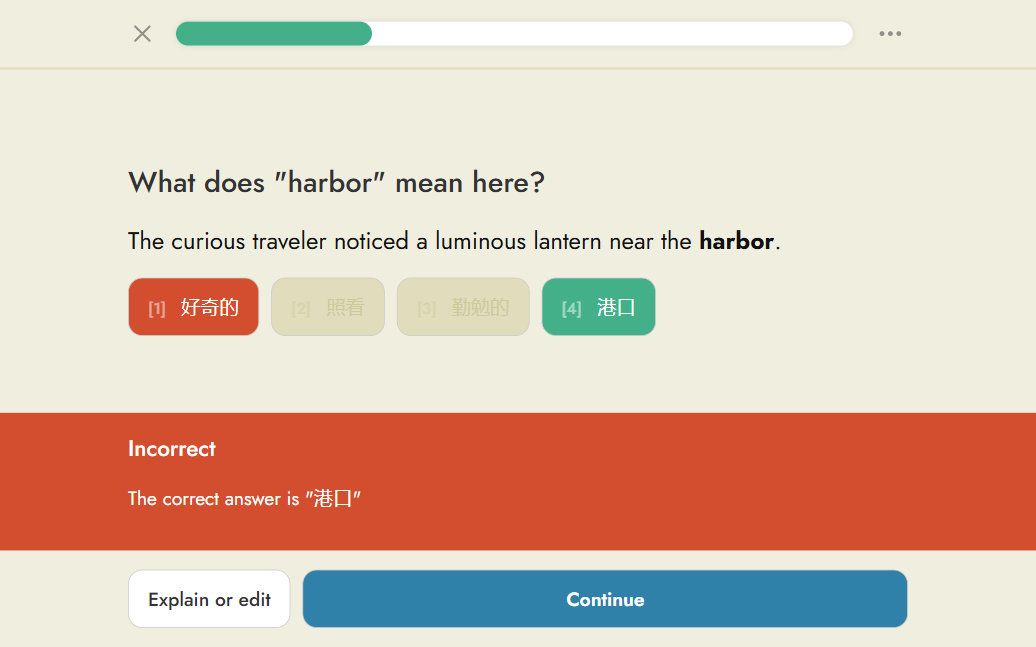 What does "harbor" mean here?
The curious traveler noticed a luminous lantern near the harbor.
[1] 好奇的 [2] 照看 [3] 勤勉的 [4] 港口
Incorrect
The correct answer is "港口"
Explain or edit Continue